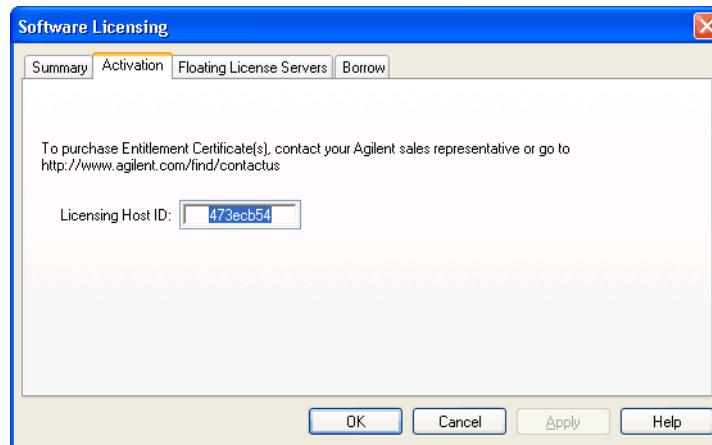 Software Licensing
Summary Activation Floating License Servers Borrow
To purchase Entitlement Certificate(s), contact your Agilent sales representative or go to
http://www.agilent.com/find/contactus
Licensing Host ID: 473ecb54
OK Cancel Apply Help